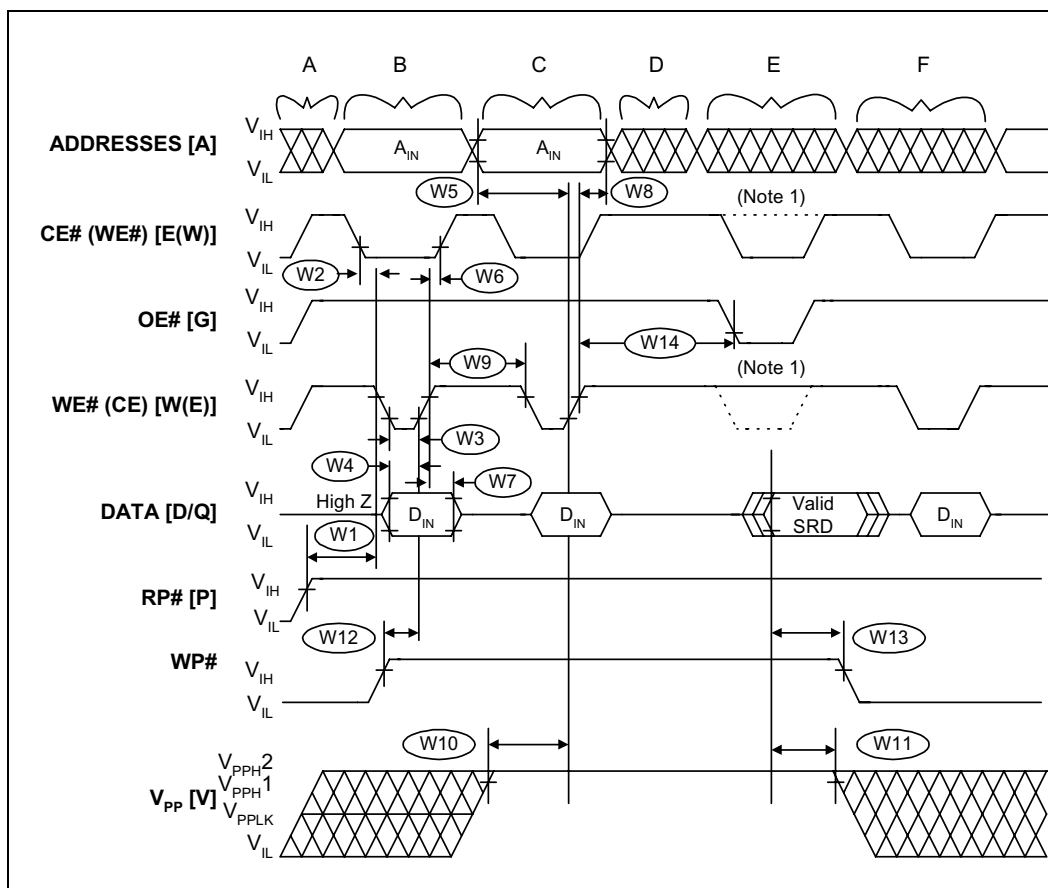 A B C D E F
ADDRESSES [A] V_IH V_IL A_IN A_IN
W5 W8
CE# (WE#) [E(W)] V_IH V_IL (Note 1)
W2 W6
OE# [G] V_IH V_IL
W14
W9
WE# (CE) [W(E)] V_IH V_IL (Note 1)
W3
W4 W7
DATA [D/Q] V_IH V_IL High Z D_IN D_IN Valid SRD D_IN
W1
RP# [P] V_IH V_IL
W12 W13
WP# V_IH V_IL
W10 W11
V_PP [V] V_PPH2 V_PPH1 V_PPLK V_IL